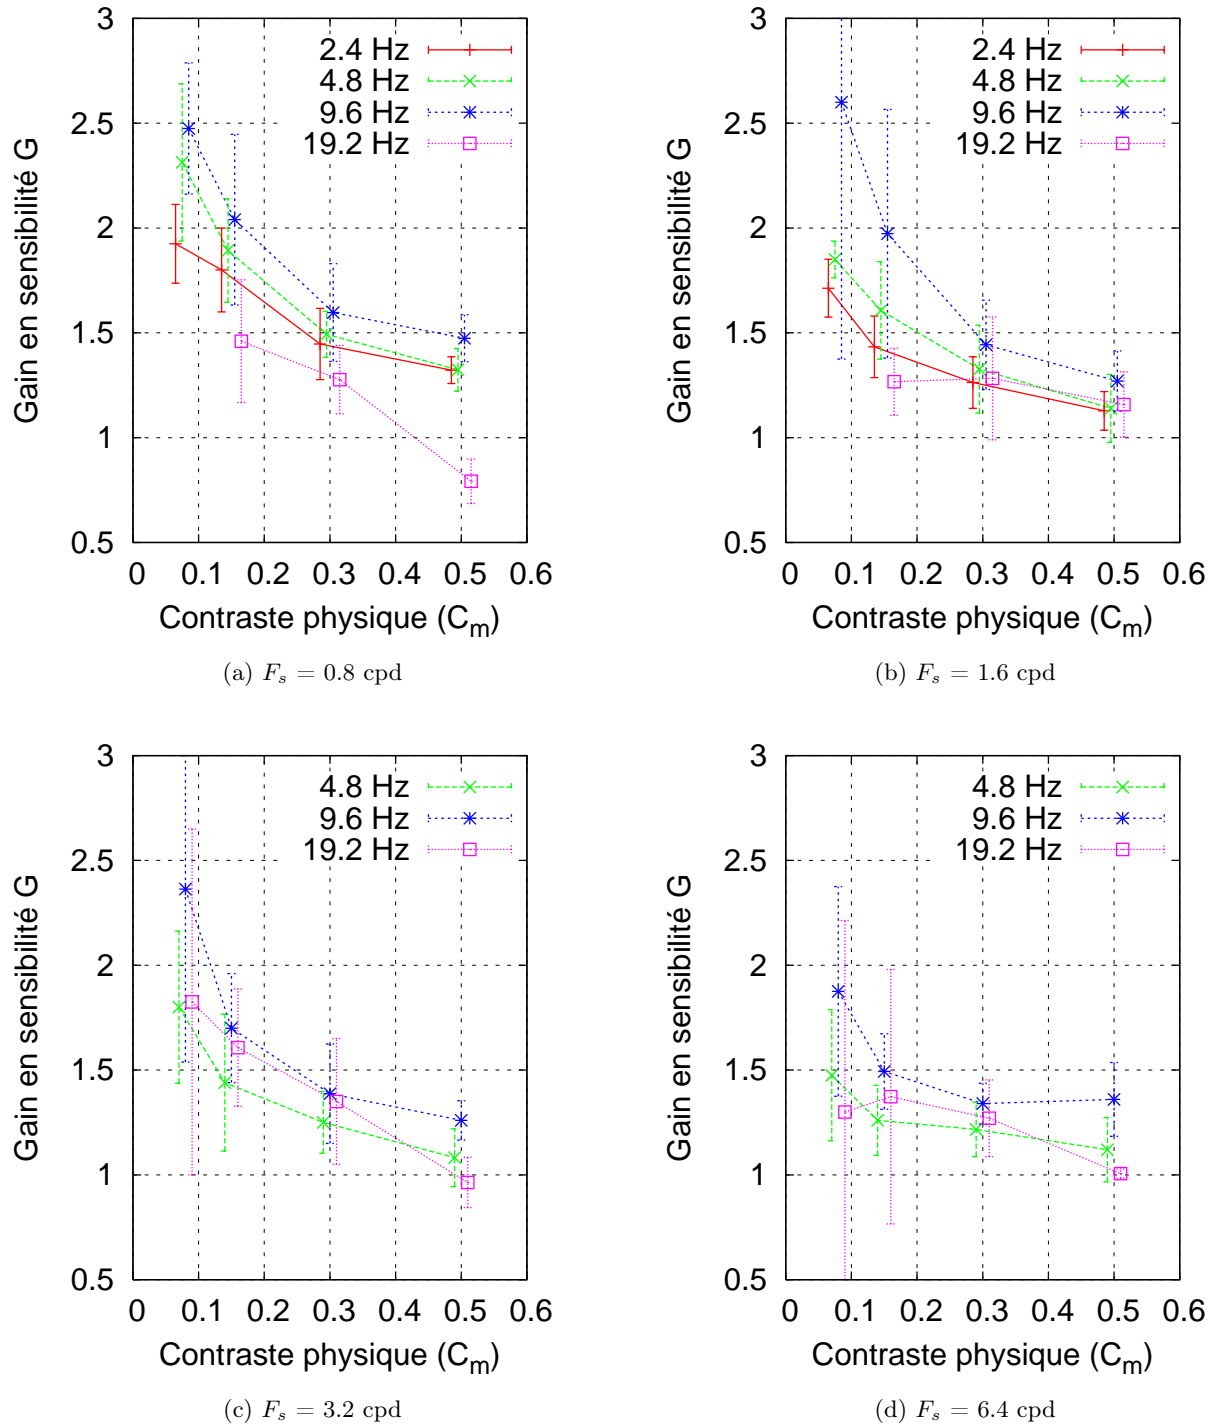 3
2.5
2
1.5
1
0.5
0 0.1 0.2 0.3 0.4 0.5 0.6
Gain en sensibilité G
Contraste physique (C_m)
2.4 Hz
4.8 Hz
9.6 Hz
19.2 Hz
(a) F_s = 0.8 cpd
3
2.5
2
1.5
1
0.5
0 0.1 0.2 0.3 0.4 0.5 0.6
Gain en sensibilité G
Contraste physique (C_m)
2.4 Hz
4.8 Hz
9.6 Hz
19.2 Hz
(b) F_s = 1.6 cpd
3
2.5
2
1.5
1
0.5
0 0.1 0.2 0.3 0.4 0.5 0.6
Gain en sensibilité G
Contraste physique (C_m)
4.8 Hz
9.6 Hz
19.2 Hz
(c) F_s = 3.2 cpd
3
2.5
2
1.5
1
0.5
0 0.1 0.2 0.3 0.4 0.5 0.6
Gain en sensibilité G
Contraste physique (C_m)
4.8 Hz
9.6 Hz
19.2 Hz
(d) F_s = 6.4 cpd